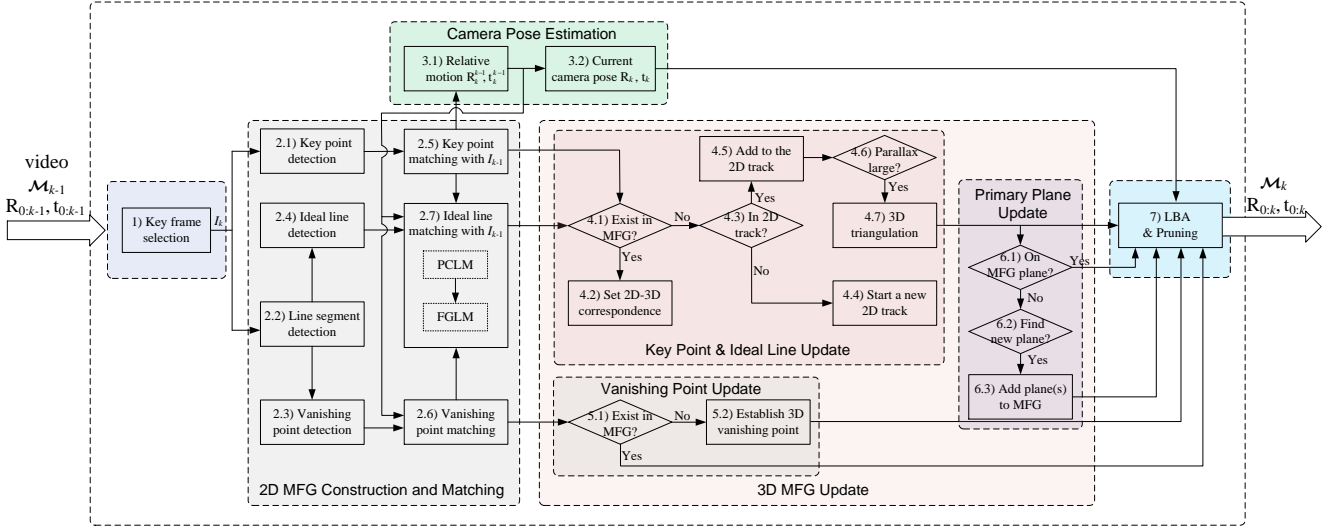 video
𝓜k-1
R0:k-1, t0:k-1
1) Key frame
selection
Ik
Camera Pose Estimation
3.1) Relative
motion R_k^{k-1}, t_k^{k-1}
3.2) Current
camera pose Rk, tk
2.1) Key point
detection
2.5) Key point
matching with Ik-1
2.4) Ideal line
detection
2.7) Ideal line
matching with Ik-1
PCLM
FGLM
2.2) Line segment
detection
2.3) Vanishing
point detection
2.6) Vanishing
point matching
2D MFG Construction and Matching
4.1) Exist in
MFG?
No
Yes
4.2) Set 2D-3D
correspondence
4.3) In 2D
track?
Yes
No
4.5) Add to the
2D track
4.6) Parallax
large?
Yes
4.7) 3D
triangulation
4.4) Start a new
2D track
Key Point & Ideal Line Update
Vanishing Point Update
5.1) Exist in
MFG?
No
Yes
5.2) Establish 3D
vanishing point
3D MFG Update
Primary Plane
Update
6.1) On
MFG plane?
Yes
No
6.2) Find
new plane?
Yes
6.3) Add plane(s)
to MFG
7) LBA
& Pruning
𝓜k
R0:k, t0:k